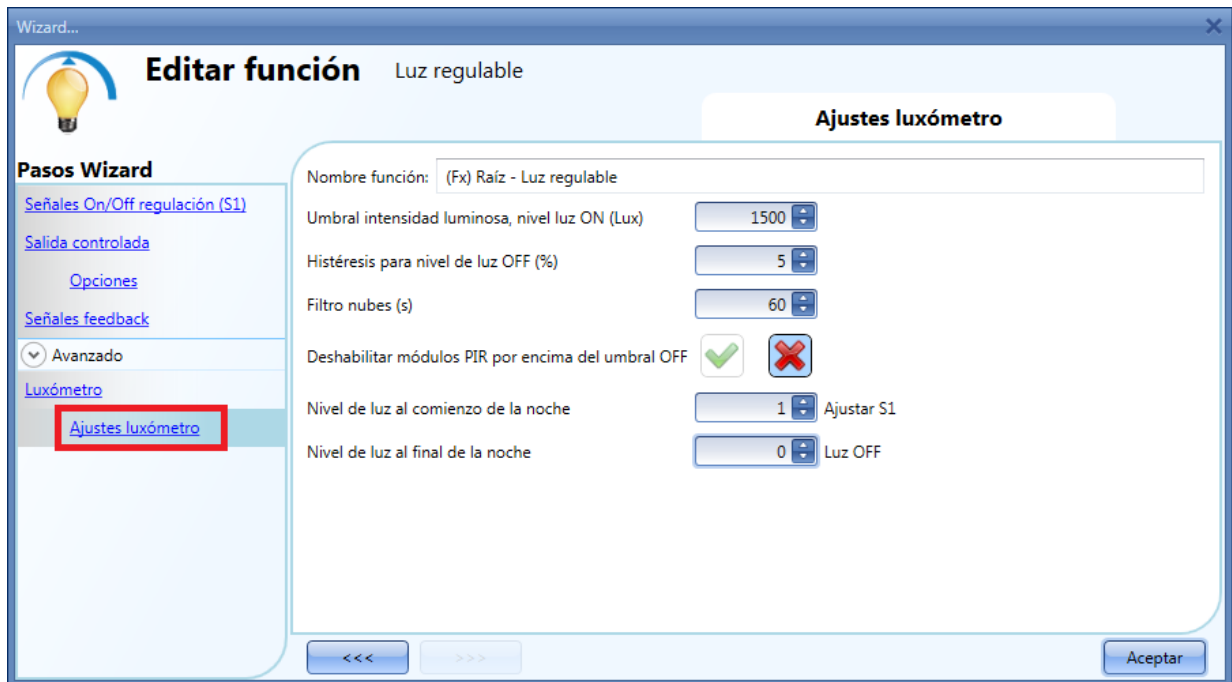 Wizard...
Editar función Luz regulable
Ajustes luxómetro
Pasos Wizard
Señales On/Off regulación (S1)
Salida controlada
Opciones
Señales feedback
Avanzado
Luxómetro
Ajustes luxómetro
Nombre función: (Fx) Raíz - Luz regulable
Umbral intensidad luminosa, nivel luz ON (Lux) 1500
Histéresis para nivel de luz OFF (%) 5
Filtro nubes (s) 60
Deshabilitar módulos PIR por encima del umbral OFF
Nivel de luz al comienzo de la noche 1 Ajustar S1
Nivel de luz al final de la noche 0 Luz OFF
<<< >>> Aceptar